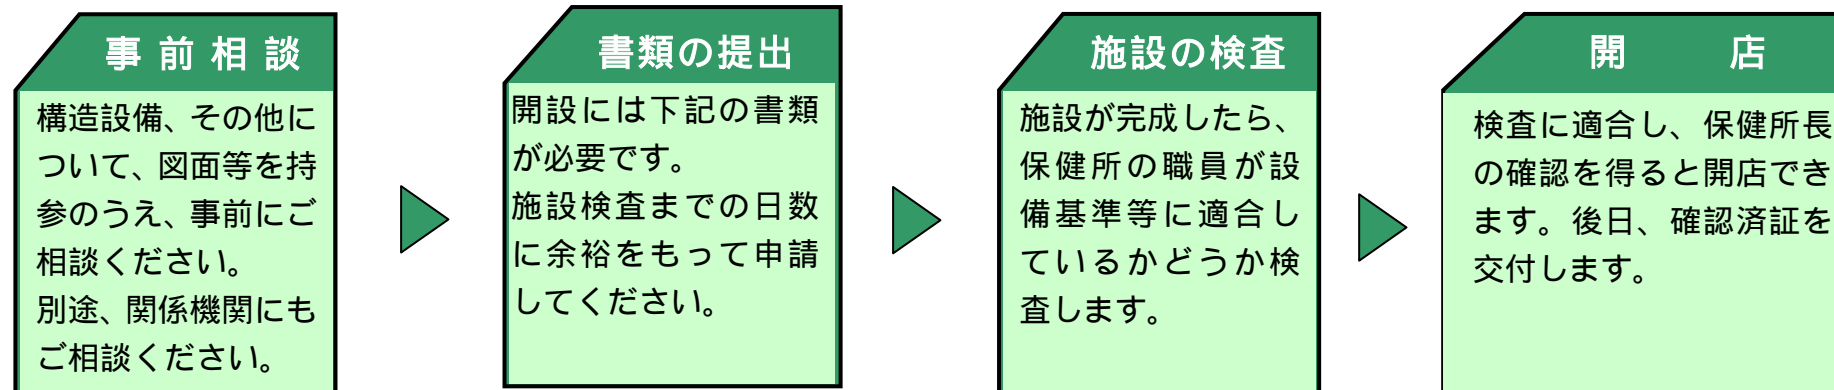 事前相談
構造設備、その他に
ついて、図面等を持
参のうえ、事前にご
相談ください。
別途、関係機関にも
ご相談ください。
書類の提出
開設には下記の書類
が必要です。
施設検査までの日数
に余裕をもって申請
してください。
施設の検査
施設が完成したら、
保健所の職員が設
備基準等に適合し
ているかどうか検
査します。
開店
検査に適合し、保健所長
の確認を得ると開店でき
ます。後日、確認済証を
交付します。